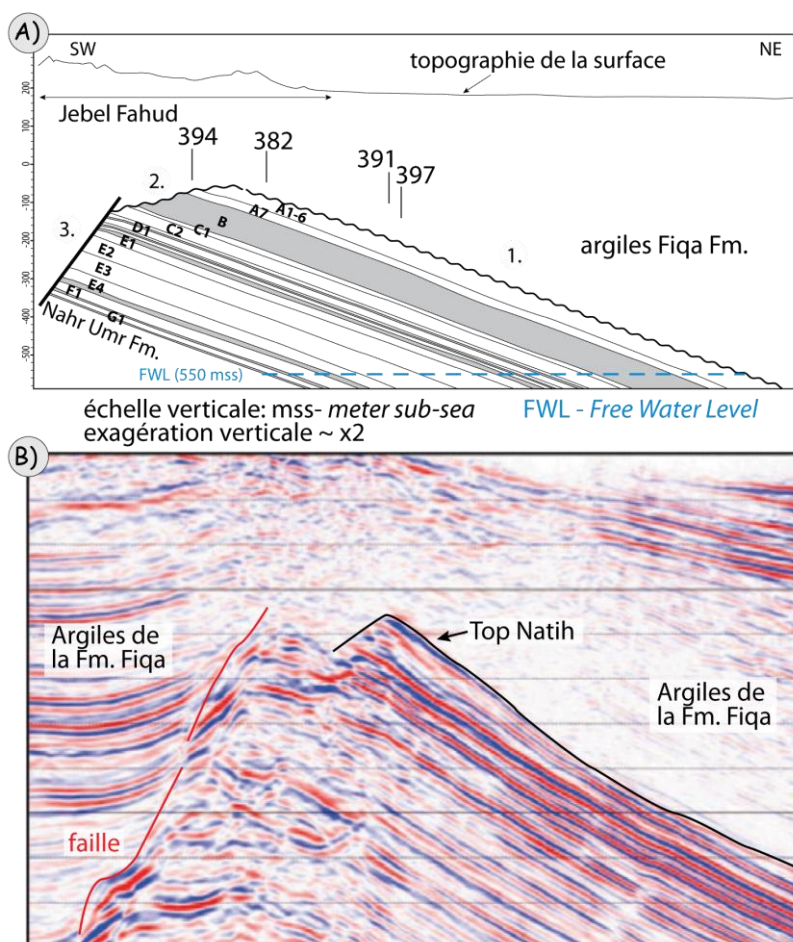 A)
SW
NE
topographie de la surface
Jebel Fahud
200
100
0
-100
-200
-300
-400
-500
394
382
391
397
2.
3.
1.
A7
A1-6
B
C1
C2
D1
E1
E2
E3
E4
F1
G1
argiles Fiqa Fm.
Nahr Umr Fm.
FWL (550 mss)
échelle verticale: mss- meter sub-sea
FWL - Free Water Level
exagération verticale ~ x2
B)
Argiles de
la Fm. Fiqa
Top Natih
Argiles de
la Fm. Fiqa
faille